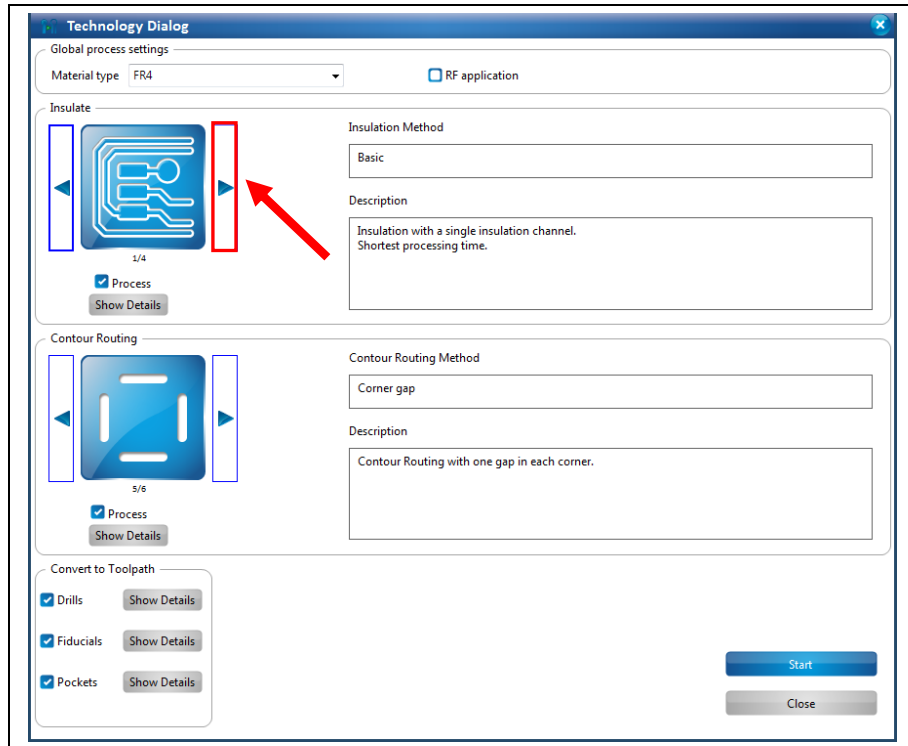 Technology Dialog
Global process settings
Material type FR4 RF application
Insulate
Insulation Method
Basic
Description
Insulation with a single insulation channel.
Shortest processing time.
1/4
Process
Show Details
Contour Routing
Contour Routing Method
Corner gap
Description
Contour Routing with one gap in each corner.
5/6
Process
Show Details
Convert to Toolpath
Drills Show Details
Fiducials Show Details
Pockets Show Details
Start
Close